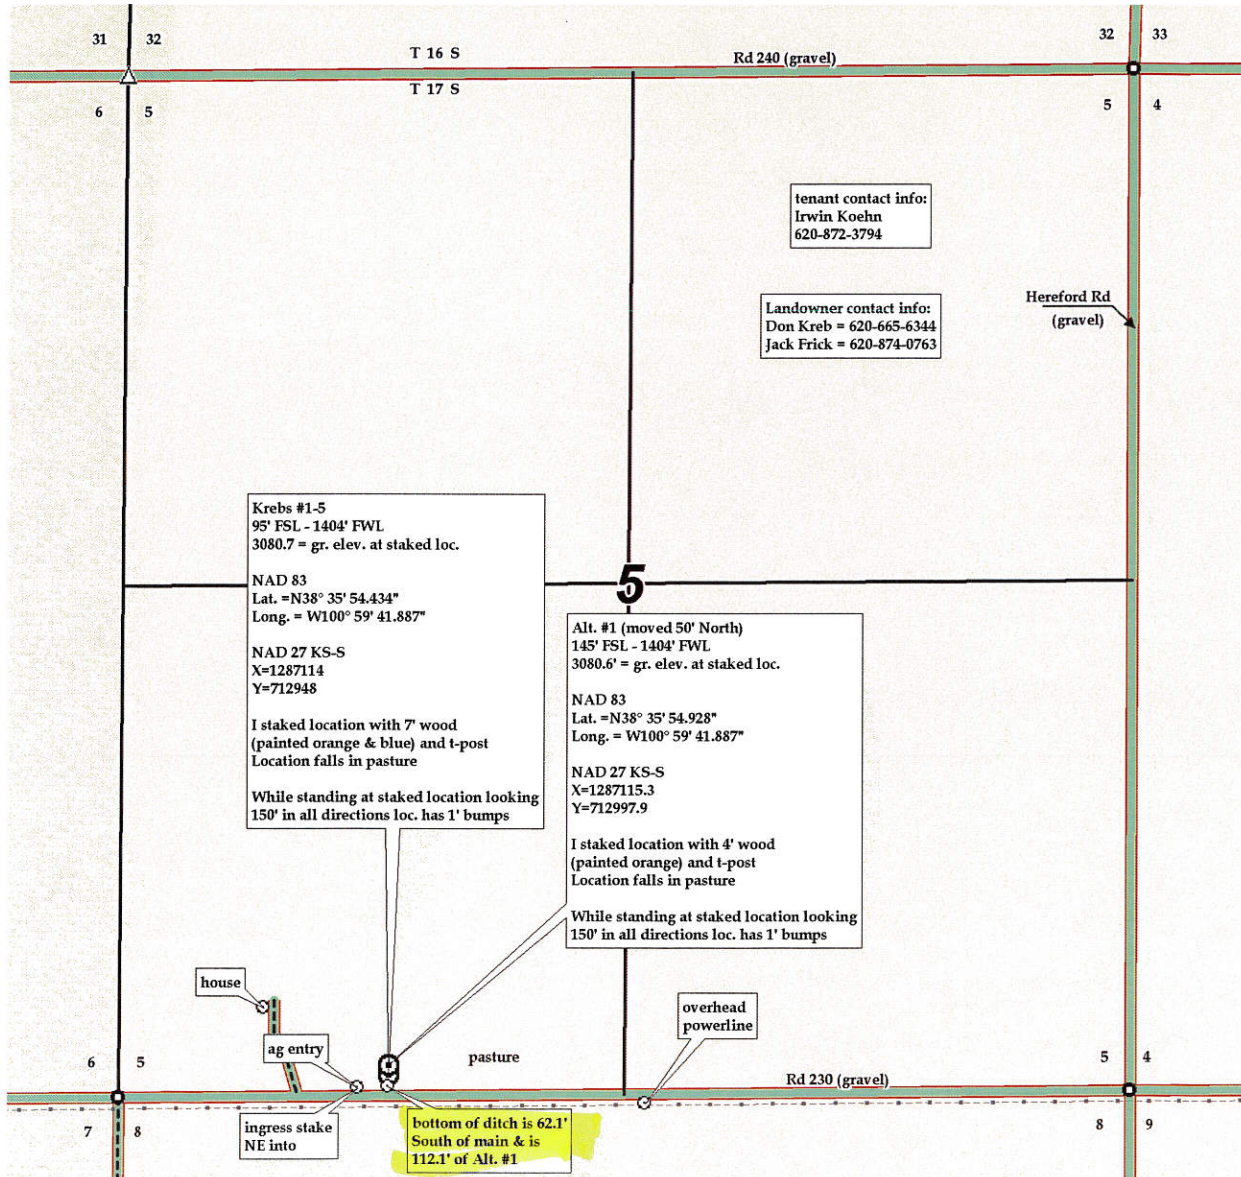 31 32
T 16 S
Rd 240 (gravel)
32 33
T 17 S
6 5
5 4
tenant contact info:
Irwin Koehn
620-872-3794
Landowner contact info:
Don Kreb = 620-665-6344
Jack Frick = 620-874-0763
Hereford Rd
(gravel)
Krebs #1-5
95' FSL - 1404' FWL
3080.7 = gr. elev. at staked loc.
NAD 83
Lat. =N38° 35' 54.434"
Long. = W100° 59' 41.887"
NAD 27 KS-S
X=1287114
Y=712948
I staked location with 7' wood
(painted orange & blue) and t-post
Location falls in pasture
While standing at staked location looking
150' in all directions loc. has 1' bumps
5
Alt. #1 (moved 50' North)
145' FSL - 1404' FWL
3080.6' = gr. elev. at staked loc.
NAD 83
Lat. =N38° 35' 54.928"
Long. = W100° 59' 41.887"
NAD 27 KS-S
X=1287115.3
Y=712997.9
I staked location with 4' wood
(painted orange) and t-post
Location falls in pasture
While standing at staked location looking
150' in all directions loc. has 1' bumps
house
overhead
powerline
ag entry
pasture
6 5
5 4
Rd 230 (gravel)
ingress stake
NE into
bottom of ditch is 62.1'
South of main & is
112.1' of Alt. #1
7 8
8 9